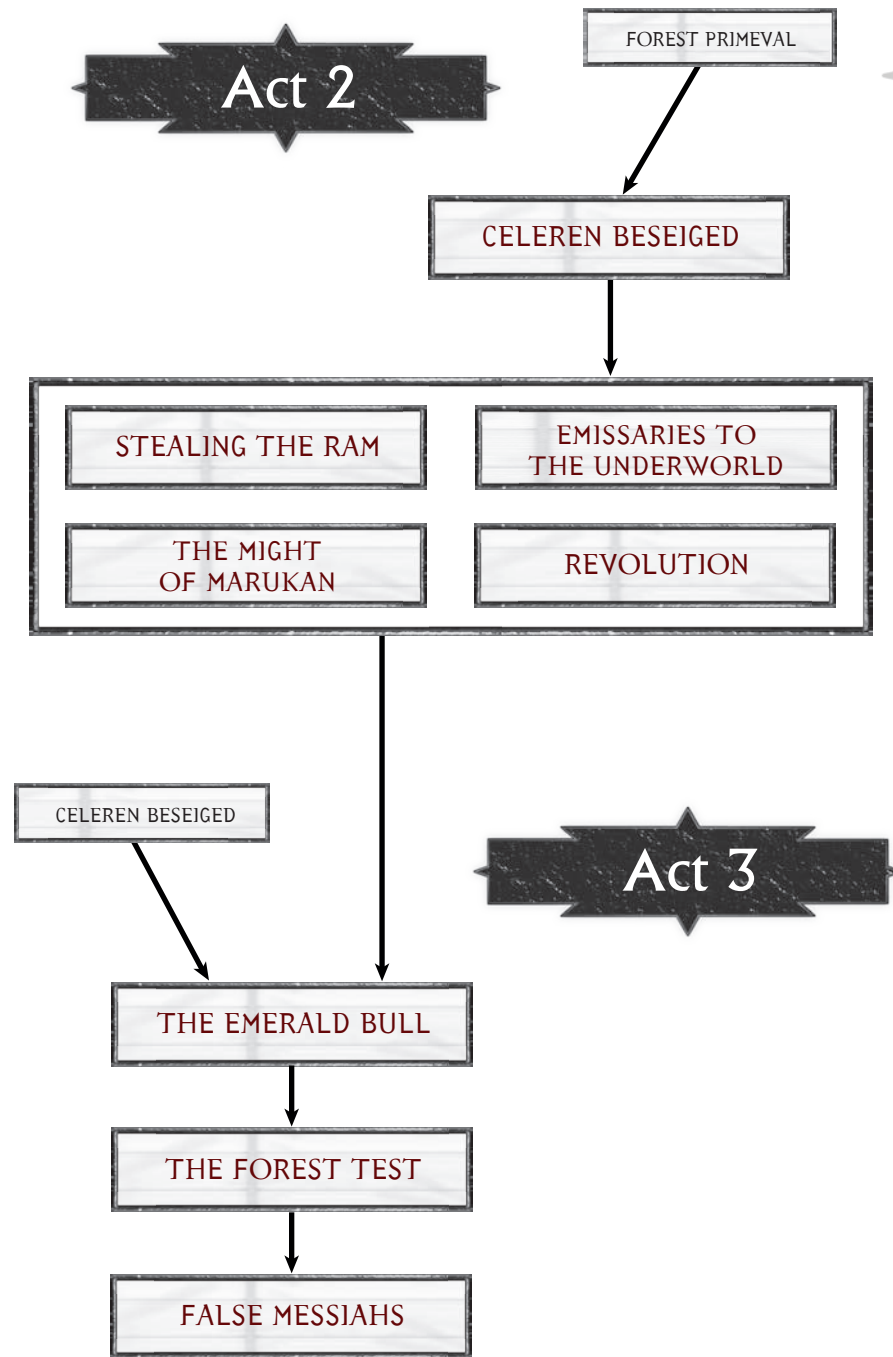 Act 2
FOREST PRIMEVAL
CELEREN BESEIGED
STEALING THE RAM
EMISSARIES TO
THE UNDERWORLD
THE MIGHT
OF MARUKAN
REVOLUTION
CELEREN BESEIGED
Act 3
THE EMERALD BULL
THE FOREST TEST
FALSE MESSIAHS